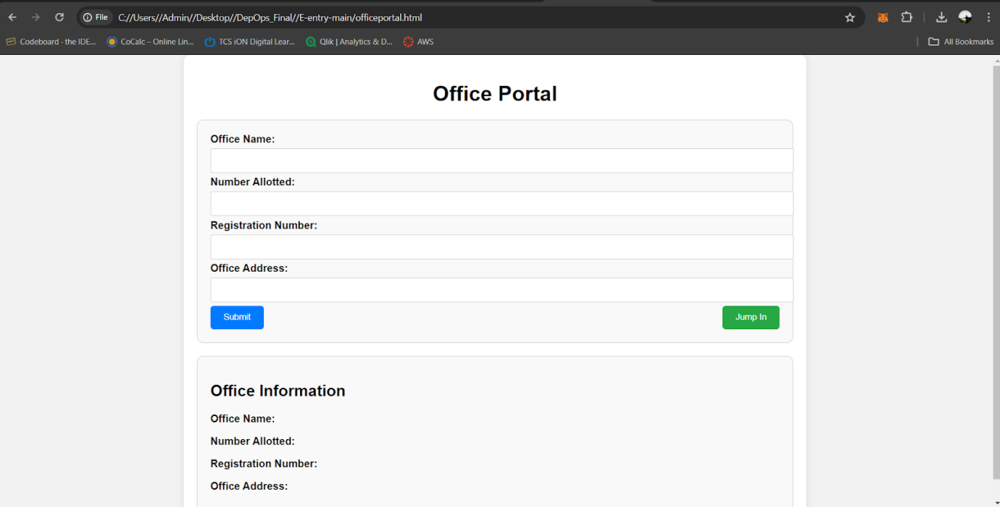 File C://Users//Admin//Desktop//DepOps_Final//E-entry-main/officeportal.html
Codeboard - the IDE... CoCalc – Online Lin... TCS iON Digital Lear... Qlik | Analytics & D... AWS All Bookmarks
Office Portal
Office Name:
Number Allotted:
Registration Number:
Office Address:
Submit Jump In
Office Information
Office Name:
Number Allotted:
Registration Number:
Office Address: